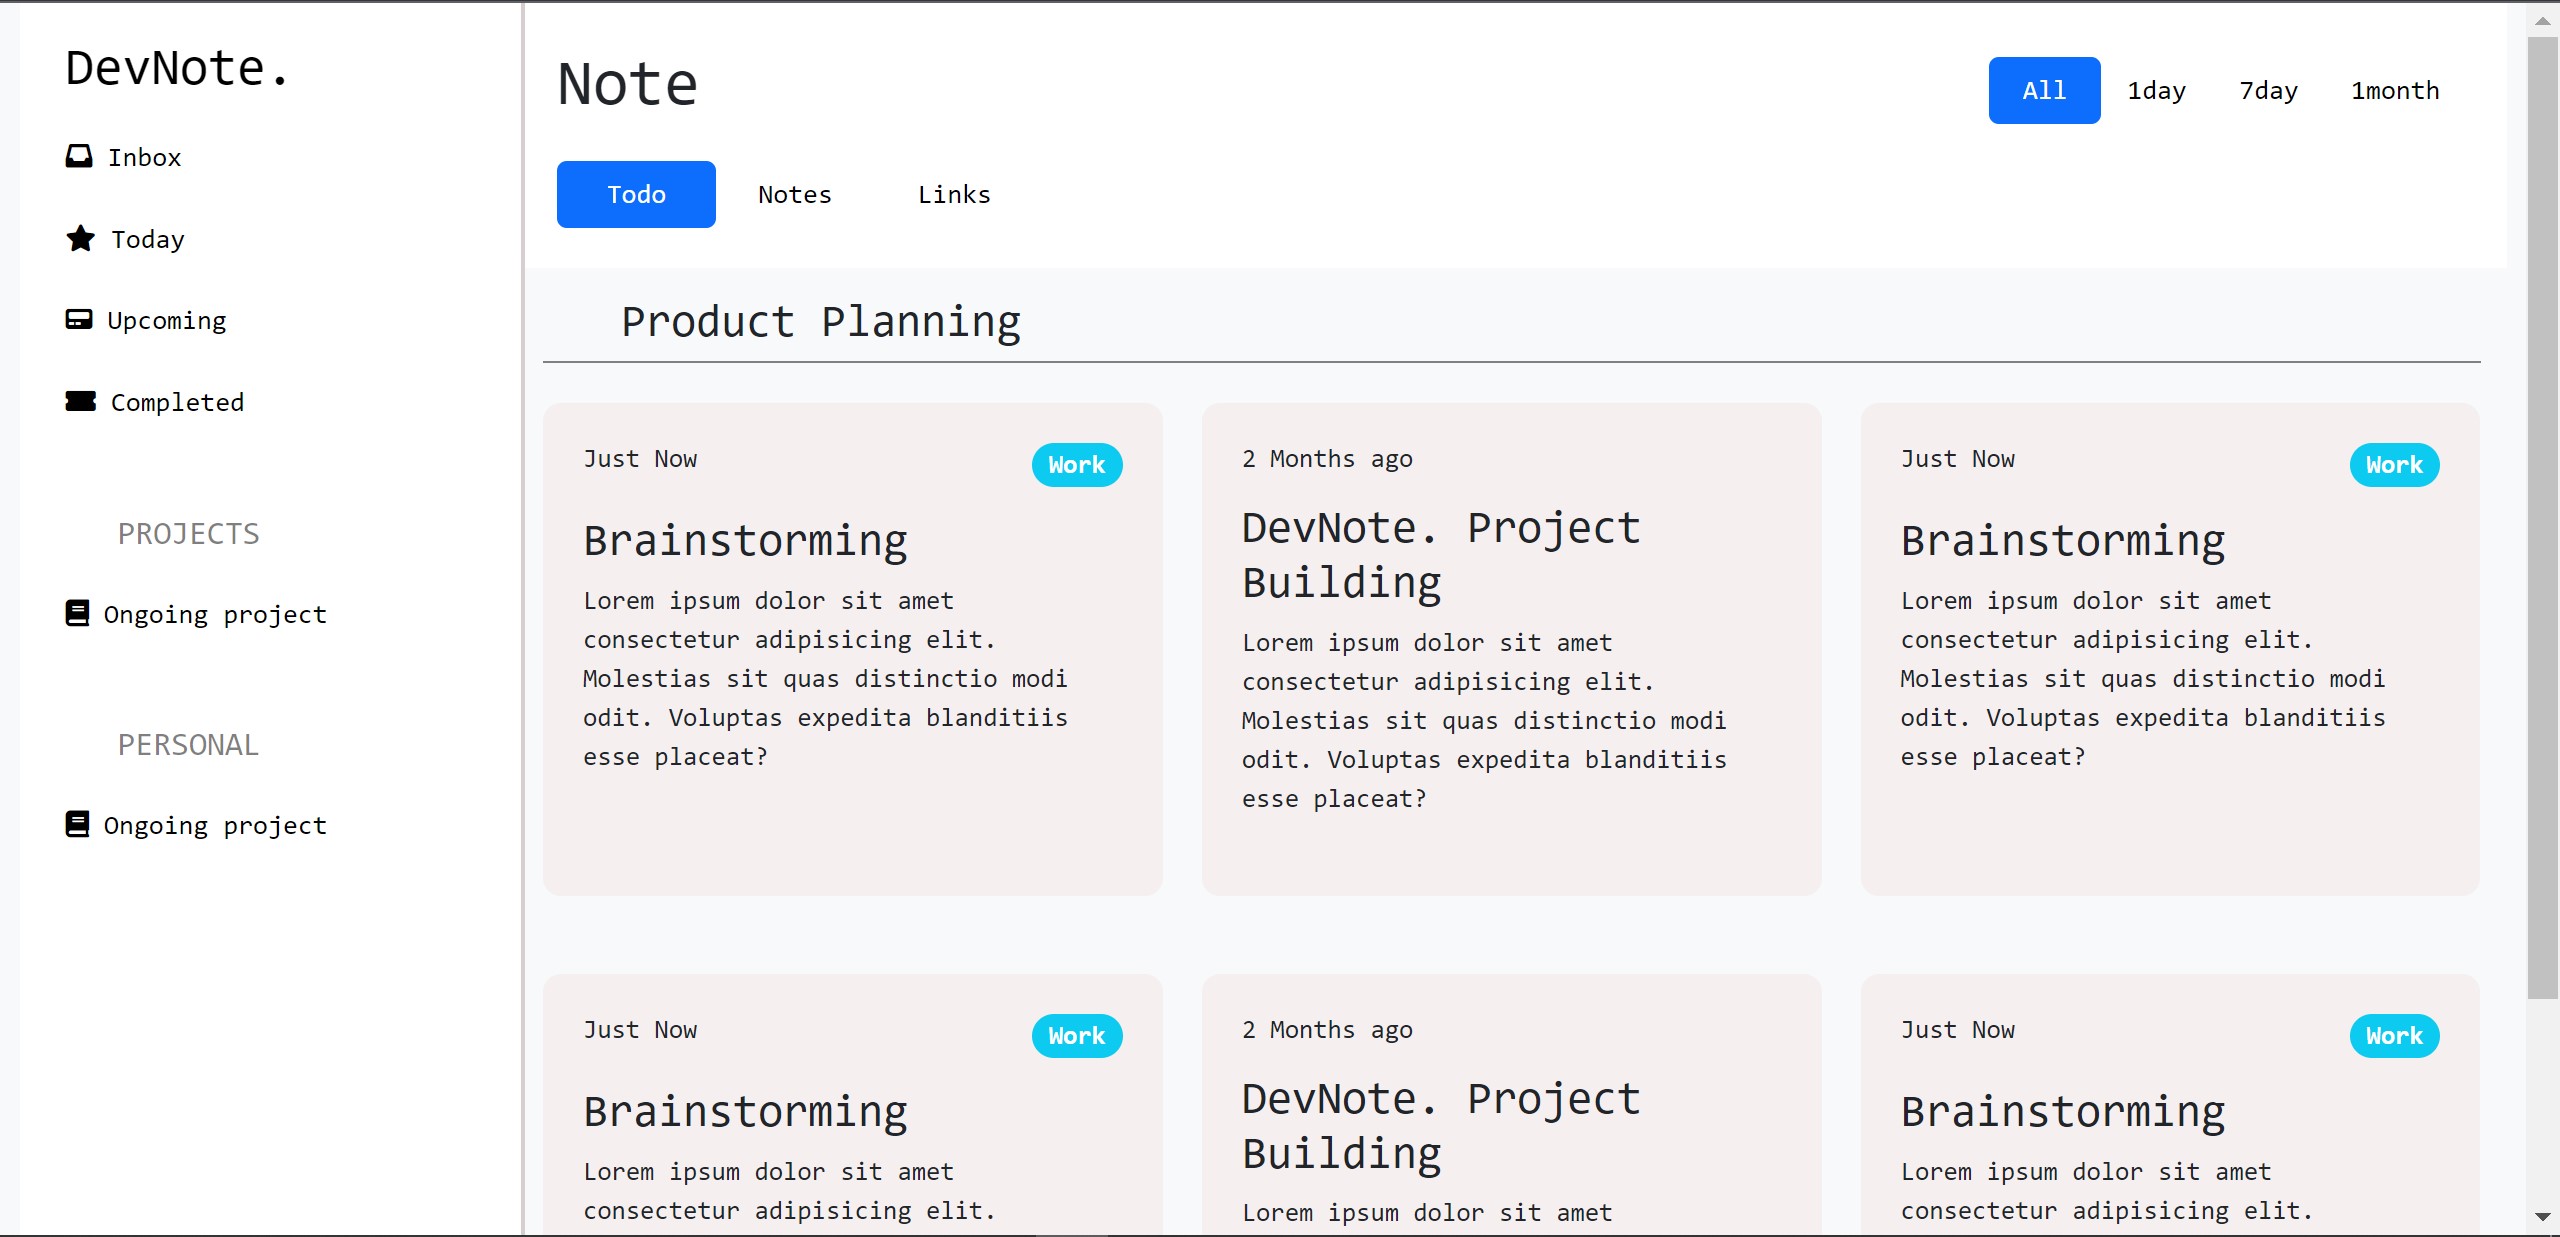 DevNote.
Inbox
Today
Upcoming
Completed
PROJECTS
Ongoing project
PERSONAL
Ongoing project
Note
All
1day
7day
1month
Todo
Notes
Links
Product Planning
Just Now
Work
Brainstorming
Lorem ipsum dolor sit amet
consectetur adipisicing elit.
Molestias sit quas distinctio modi
odit. Voluptas expedita blanditiis
esse placeat?
2 Months ago
DevNote. Project
Building
Lorem ipsum dolor sit amet
consectetur adipisicing elit.
Molestias sit quas distinctio modi
odit. Voluptas expedita blanditiis
esse placeat?
Just Now
Work
Brainstorming
Lorem ipsum dolor sit amet
consectetur adipisicing elit.
Molestias sit quas distinctio modi
odit. Voluptas expedita blanditiis
esse placeat?
Just Now
Work
Brainstorming
Lorem ipsum dolor sit amet
consectetur adipisicing elit.
2 Months ago
DevNote. Project
Building
Lorem ipsum dolor sit amet
Just Now
Work
Brainstorming
Lorem ipsum dolor sit amet
consectetur adipisicing elit.